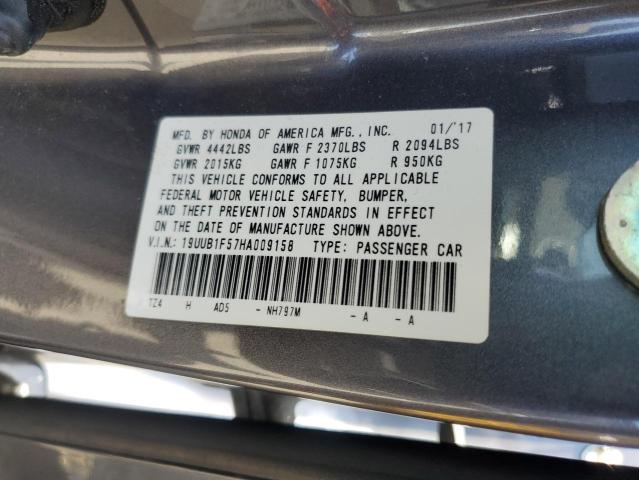 MFD. BY HONDA OF AMERICA MFG., INC. 01/'17
GVWR 4442LBS GAWR F 2370LBS R 2094LBS
GVWR 2015KG GAWR F 1075KG R 950KG
THIS VEHICLE CONFORMS TO ALL APPLICABLE
FEDERAL MOTOR VEHICLE SAFETY, BUMPER,
AND THEFT PREVENTION STANDARDS IN EFFECT
ON THE DATE OF MANUFACTURE SHOWN ABOVE.
V.I.N.: 19UUB1F57HA009158 TYPE: PASSENGER CAR
TZ4 H AD5 - NH797M - A - A